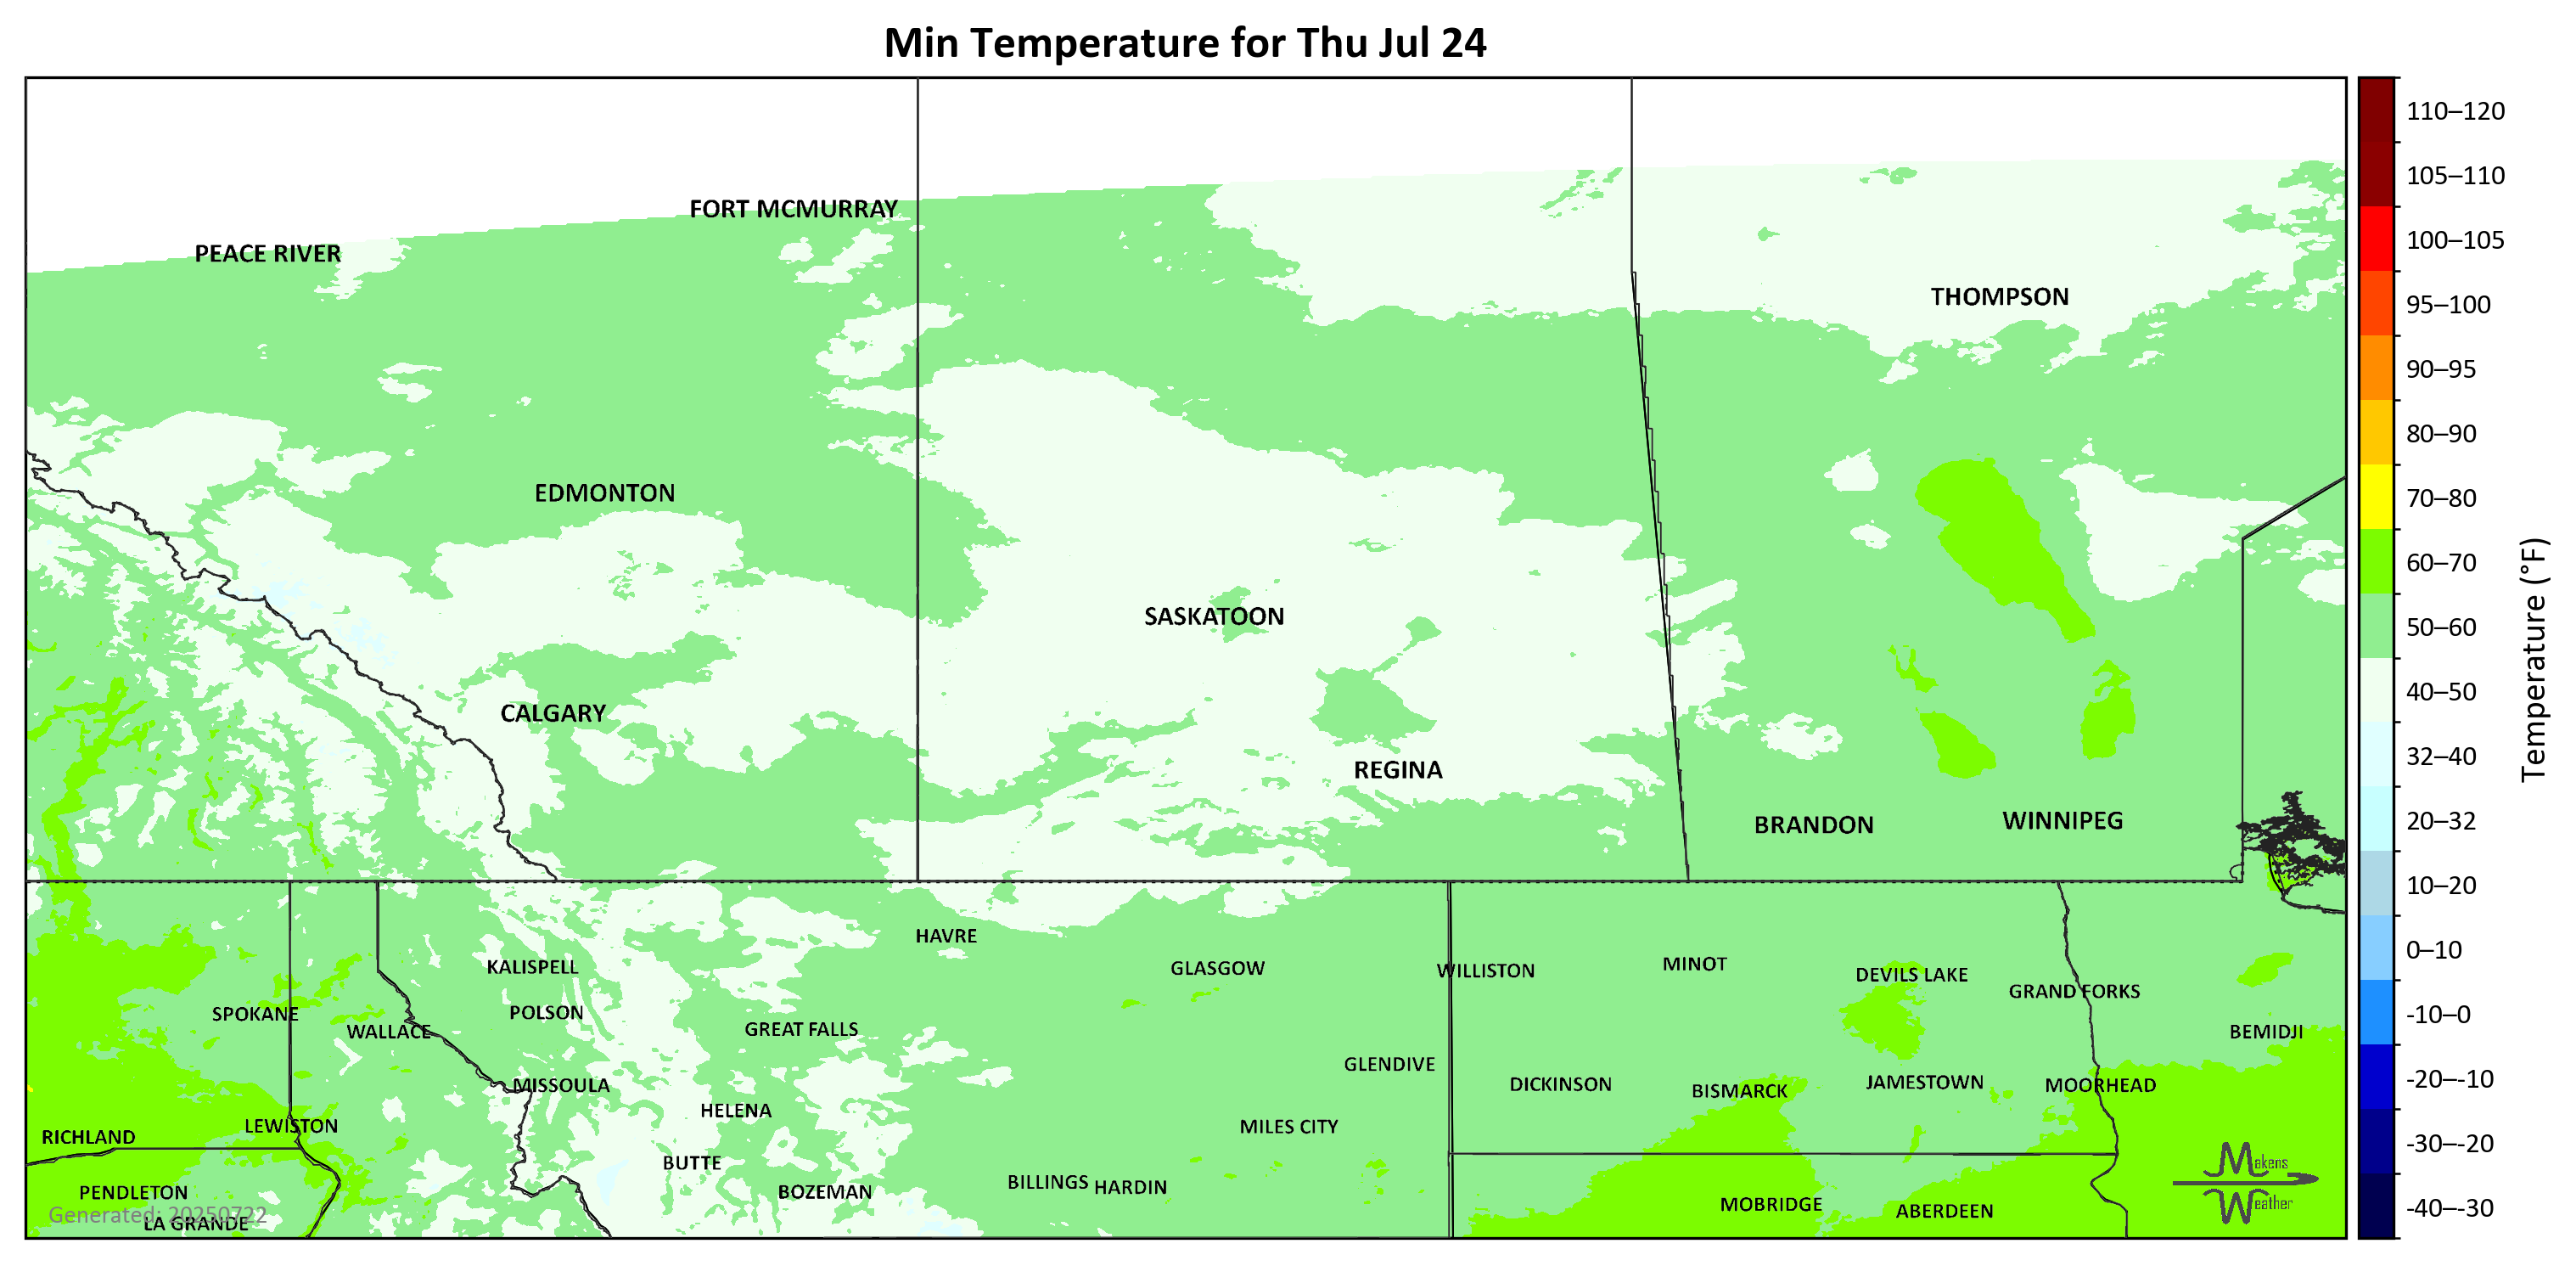 Min Temperature for Thu Jul 24
FORT MCMURRAY
PEACE RIVER
THOMPSON
EDMONTON
SASKATOON
CALGARY
REGINA
BRANDON
WINNIPEG
HAVRE
KALISPELL
GLASGOW
WILLISTON
MINOT
DEVILS LAKE
GRAND FORKS
SPOKANE
POLSON
WALLACE
GREAT FALLS
BEMIDJI
GLENDIVE
MISSOULA
DICKINSON
BISMARCK
JAMESTOWN
MOORHEAD
HELENA
LEWISTON
MILES CITY
RICHLAND
BUTTE
BILLINGS
HARDIN
PENDLETON
BOZEMAN
MOBRIDGE
ABERDEEN
LA GRANDE
Generated: 20250722
Makens
Weather
110–120
105–110
100–105
95–100
90–95
80–90
70–80
60–70
50–60
40–50
32–40
20–32
10–20
0–10
-10–0
-20–-10
-30–-20
-40–-30
Temperature (°F)